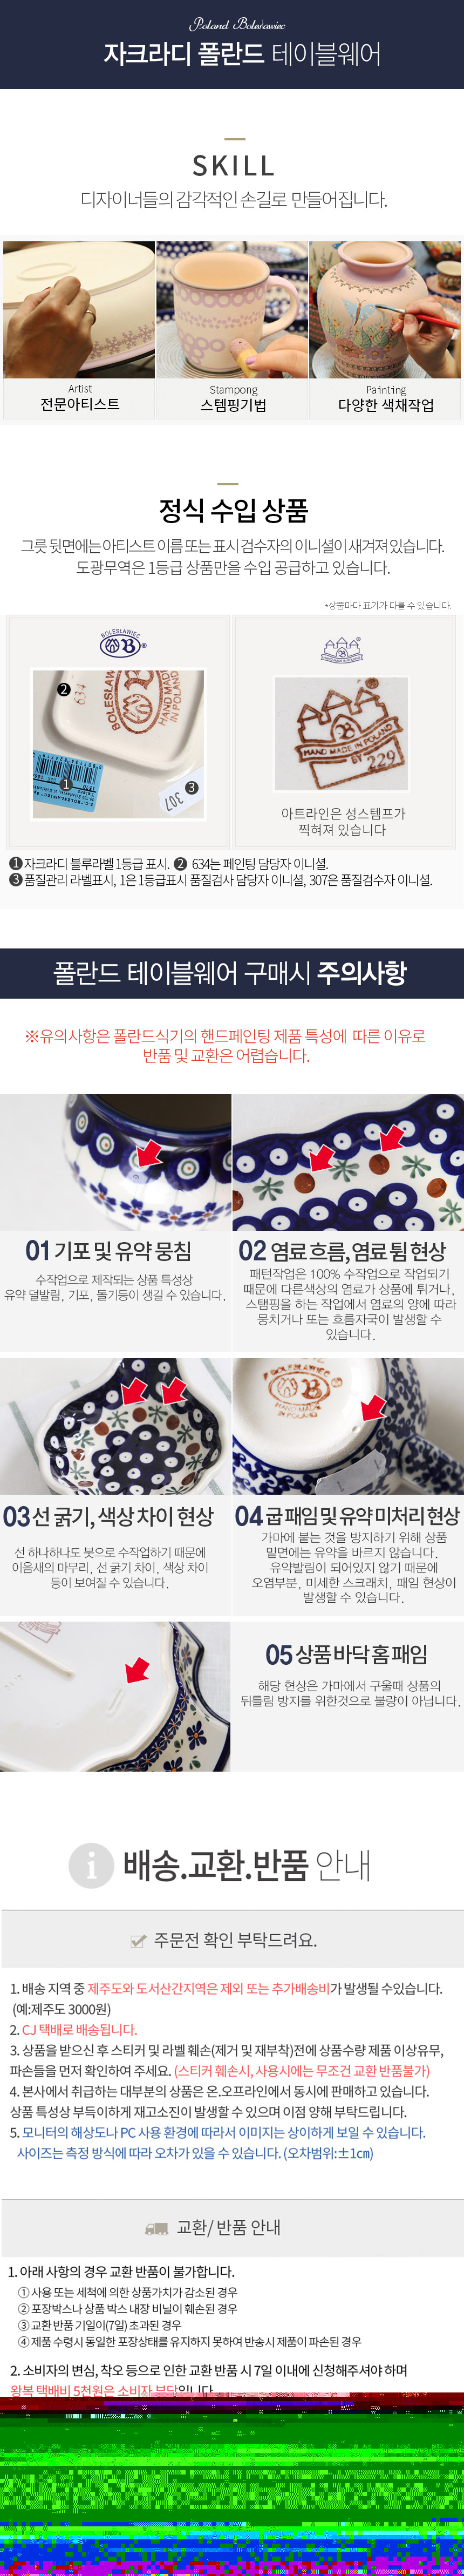 Poland Bolesławiec
자크라디 폴란드 테이블웨어
SKILL
디자이너들의 감각적인 손길로 만들어집니다.
Artist
전문아티스트
Stampong
스템핑기법
Painting
다양한 색채작업
정식 수입 상품
그릇 뒷면에는 아티스트 이름 또는 표시 검수자의 이니셜이 새겨져 있습니다.
도광무역은 1등급 상품만을 수입 공급하고 있습니다.
*상품마다 표기가 다를 수 있습니다.
BOLESŁAWIEC
B
®
2
634
BOLESŁAWIEC
HAND MADE
IN POLAND
1
3
307
HAND MADE IN POLAND
BY 229
아트라인은 성스템프가
찍혀져 있습니다
1 자크라디 블루라벨 1등급 표시. 2 634는 페인팅 담당자 이니셜.
3 품질관리 라벨표시, 1은 1등급표시 품질검사 담당자 이니셜, 307은 품질검수자 이니셜.
폴란드 테이블웨어 구매시 주의사항
※유의사항은 폴란드식기의 핸드페인팅 제품 특성에 따른 이유로
반품 및 교환은 어렵습니다.
01 기포 및 유약 뭉침
수작업으로 제작되는 상품 특성상
유약 덜발림, 기포, 돌기등이 생길 수 있습니다.
02 염료 흐름, 염료 튐 현상
패턴작업은 100% 수작업으로 작업되기
때문에 다른색상의 염료가 상품에 튀거나,
스탬핑을 하는 작업에서 염료의 양에 따라
뭉치거나 또는 흐름자국이 발생할 수
있습니다.
03 선 굵기, 색상 차이 현상
선 하나하나도 붓으로 수작업하기 때문에
이음새의 마무리, 선 굵기 차이, 색상 차이
등이 보여질 수 있습니다.
BOLESŁAWIEC
B
HAND MADE
IN POLAND
04 굽 패임 및 유약 미처리 현상
가마에 붙는 것을 방지하기 위해 상품
밑면에는 유약을 바르지 않습니다.
유약발림이 되어있지 않기 때문에
오염부분, 미세한 스크래치, 패임 현상이
발생할 수 있습니다.
05 상품 바닥 홈 패임
해당 현상은 가마에서 구울때 상품의
뒤틀림 방지를 위한것으로 불량이 아닙니다.
i 배송.교환.반품 안내
주문전 확인 부탁드려요.
1. 배송 지역 중 제주도와 도서산간지역은 제외 또는 추가배송비가 발생될 수있습니다.
(예:제주도 3000원)
2. CJ 택배로 배송됩니다.
3. 상품을 받으신 후 스티커 및 라벨 훼손(제거 및 재부착)전에 상품수량 제품 이상유무,
파손들을 먼저 확인하여 주세요. (스티커 훼손시, 사용시에는 무조건 교환 반품불가)
4. 본사에서 취급하는 대부분의 상품은 온.오프라인에서 동시에 판매하고 있습니다.
상품 특성상 부득이하게 재고소진이 발생할 수 있으며 이점 양해 부탁드립니다.
5. 모니터의 해상도나 PC 사용 환경에 따라서 이미지는 상이하게 보일 수 있습니다.
사이즈는 측정 방식에 따라 오차가 있을 수 있습니다. (오차범위:±1㎝)
교환/ 반품 안내
1. 아래 사항의 경우 교환 반품이 불가합니다.
① 사용 또는 세척에 의한 상품가치가 감소된 경우
② 포장박스나 상품 박스 내장 비닐이 훼손된 경우
③ 교환 반품 기일이(7일) 초과된 경우
④ 제품 수령시 동일한 포장상태를 유지하지 못하여 반송시 제품이 파손된 경우
2. 소비자의 변심, 착오 등으로 인한 교환 반품 시 7일 이내에 신청해주셔야 하며
왕복 택배비 5천원은 소비자 부담입니다.